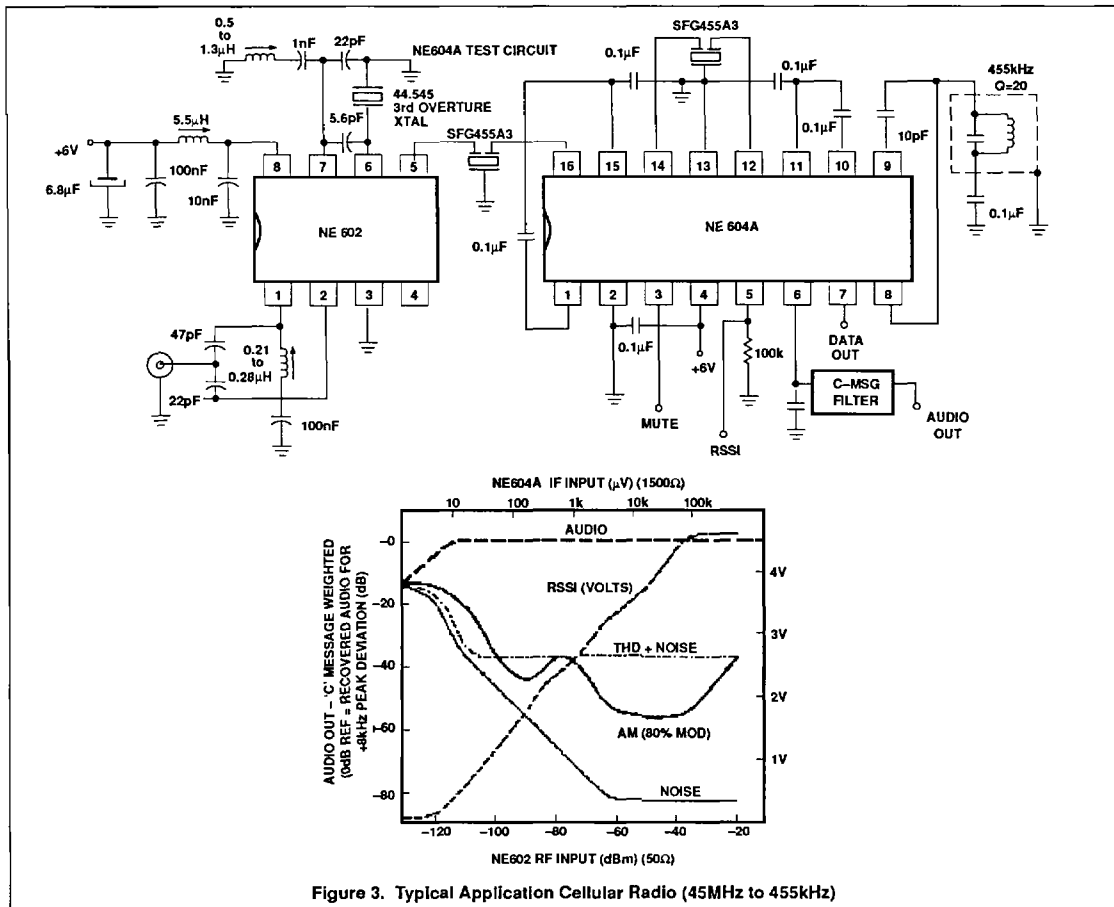 0.5
to
1.3µH
1nF
22pF
NE604A TEST CIRCUIT
SFG455A3
44.545
3rd OVERTURE
XTAL
0.1µF
0.1µF
455kHz
Q=20
5.5µH
5.6pF
SFG455A3
0.1µF
10pF
+6V
6.8µF
100nF
10nF
8
7
6
5
16
15
14
13
12
11
10
9
0.1µF
0.1µF
NE 602
NE 604A
1
2
3
4
1
2
3
4
5
6
7
8
47pF
0.21
to
0.28µH
22pF
100nF
0.1µF
+6V
100k
DATA
OUT
C–MSG
FILTER
MUTE
RSSI
AUDIO
OUT
NE604A IF INPUT (µV) (1500Ω)
10
100
1k
10k
100k
AUDIO
RSSI (VOLTS)
THD + NOISE
AM (80% MOD)
NOISE
–0
–20
–40
–60
–80
4V
3V
2V
1V
AUDIO OUT – 'C' MESSAGE WEIGHTED
(0dB REF = RECOVERED AUDIO FOR
+8kHz PEAK DEVIATION (dB)
–120
–100
–80
–60
–40
–20
NE602 RF INPUT (dBm) (50Ω)
Figure 3. Typical Application Cellular Radio (45MHz to 455kHz)